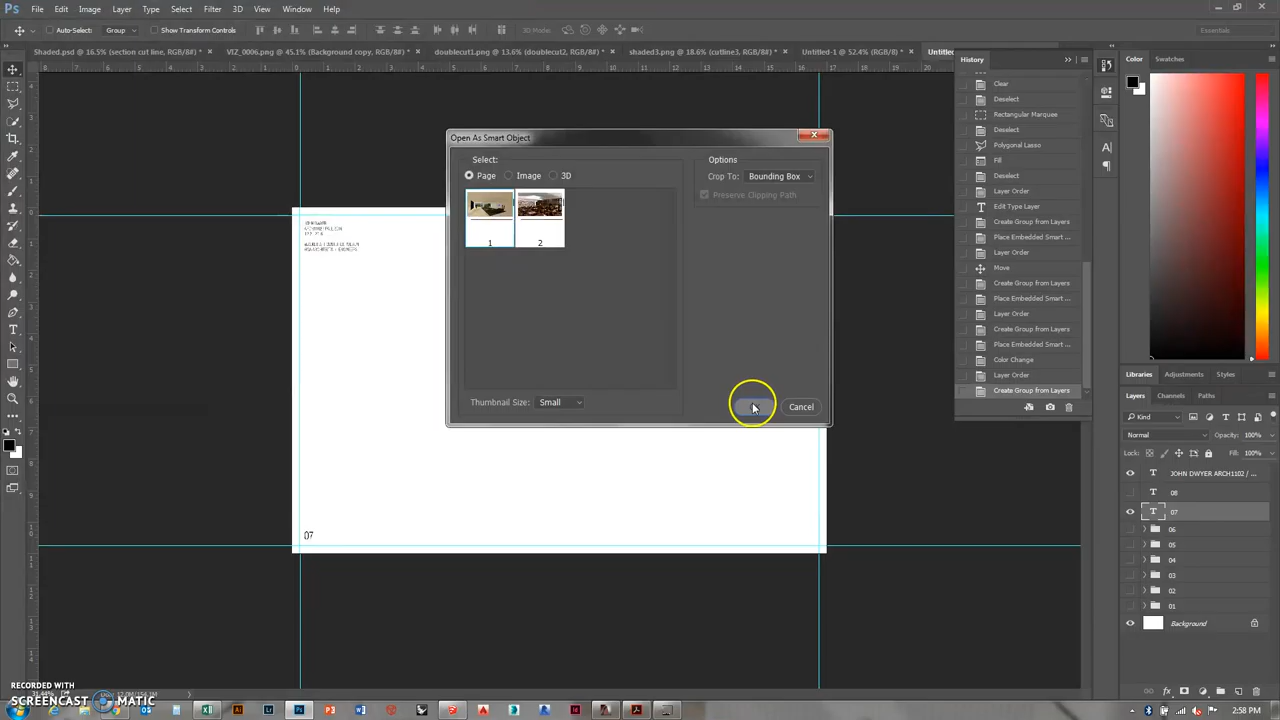 Ps File Edit Image Layer Type Select Filter 3D View Window Help
Auto-Select: Group Show Transform Controls Essentials
Shaded.psd @ 16.5% (section cut line, RGB/8#) * VIZ_0006.png @ 45.1% (Background copy, RGB/8#) * doublecut1.png @ 13.6% (doublecut2, RGB/8#) * shaded3.png @ 18.6% (cutline3, RGB/8#) * Untitled-1 @ 52.4% (RGB/8) * Untitled
History
Clear
Deselect
Rectangular Marquee
Deselect
Polygonal Lasso
Fill
Deselect
Layer Order
Edit Type Layer
Create Group from Layers
Place Embedded Smart ...
Layer Order
Move
Create Group from Layers
Place Embedded Smart ...
Layer Order
Create Group from Layers
Place Embedded Smart ...
Color Change
Layer Order
Create Group from Layers
Color Swatches
Open As Smart Object
Select:
Page Image 3D
1 2
Thumbnail Size: Small
Options
Crop To: Bounding Box
Preserve Clipping Path
Cancel
07
Libraries Adjustments Styles
Layers Channels Paths
Kind
Normal Opacity: 100%
Lock: Fill: 100%
JOHN DWYER ARCH1102 / ...
08
07
06
05
04
03
02
01
Background
RECORDED WITH
SCREENCAST MATIC
2:58 PM